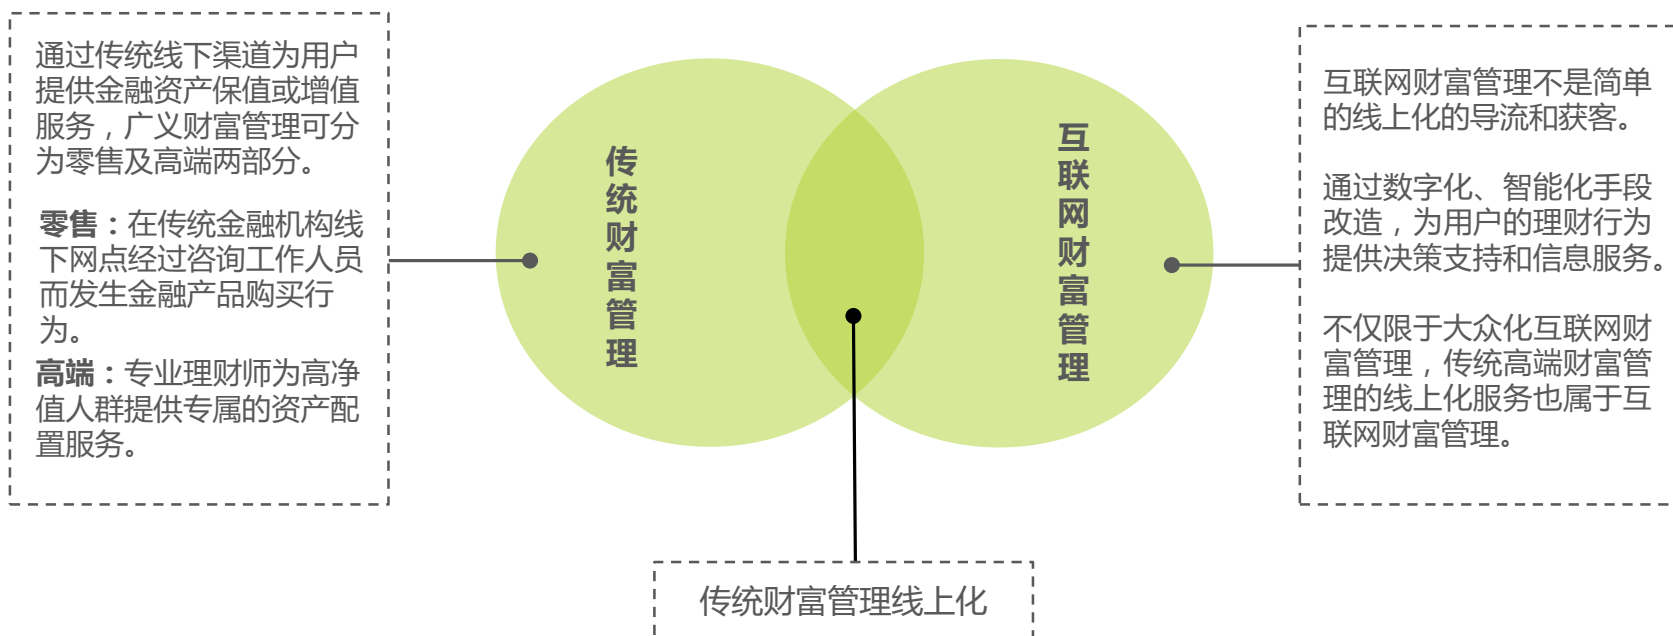 通过传统线下渠道为用户
提供金融资产保值或增值
服务，广义财富管理可分
为零售及高端两部分。
零售：在传统金融机构线
下网点经过咨询工作人员
而发生金融产品购买行
为。
高端：专业理财师为高净
值人群提供专属的资产配
置服务。
传统财富管理
互联网财富管理
互联网财富管理不是简单
的线上化的导流和获客。
通过数字化、智能化手段
改造，为用户的理财行为
提供决策支持和信息服务。
不仅限于大众化互联网财
富管理，传统高端财富管
理的线上化服务也属于互
联网财富管理。
传统财富管理线上化